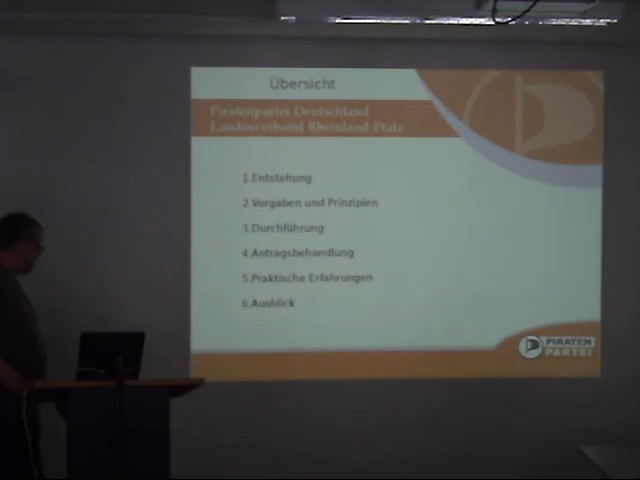 Übersicht
Piratenpartei Deutschland
Landesverband Rheinland-Pfalz
1.Entstehung
2.Vorgaben und Prinzipien
3.Durchführung
4.Antragsbehandlung
5.Praktische Erfahrungen
6.Ausblick
PIRATEN
PARTEI